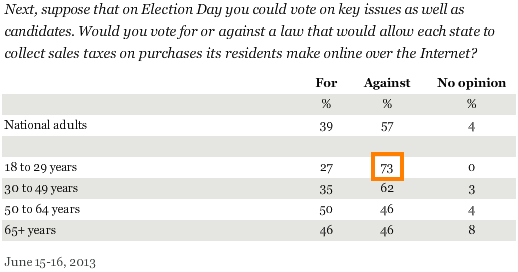 Next, suppose that on Election Day you could vote on key issues as well as
candidates. Would you vote for or against a law that would allow each state to
collect sales taxes on purchases its residents make online over the Internet?
For Against No opinion
% % %
National adults 39 57 4
18 to 29 years 27 73 0
30 to 49 years 35 62 3
50 to 64 years 50 46 4
65+ years 46 46 8
June 15-16, 2013